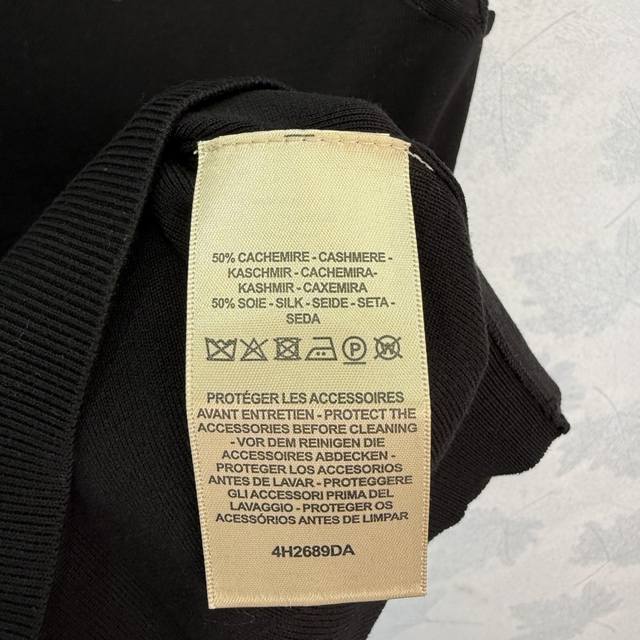 50% CACHEMIRE - CASHMERE -
KASCHMIR - CACHEMIRA-
KASHMIR - CAXEMIRA
50% SOIE - SILK - SEIDE - SETA -
SEDA
P W
PROTÉGER LES ACCESSOIRES
AVANT ENTRETIEN - PROTECT THE
ACCESSORIES BEFORE CLEANING
- VOR DEM REINIGEN DIE
ACCESSOIRES ABDECKEN -
PROTEGER LOS ACCESORIOS
ANTES DE LAVAR - PROTEGGERE
GLI ACCESSORI PRIMA DEL
LAVAGGIO - PROTEGER OS
ACESSÓRIOS ANTES DE LIMPAR
4H2689DA